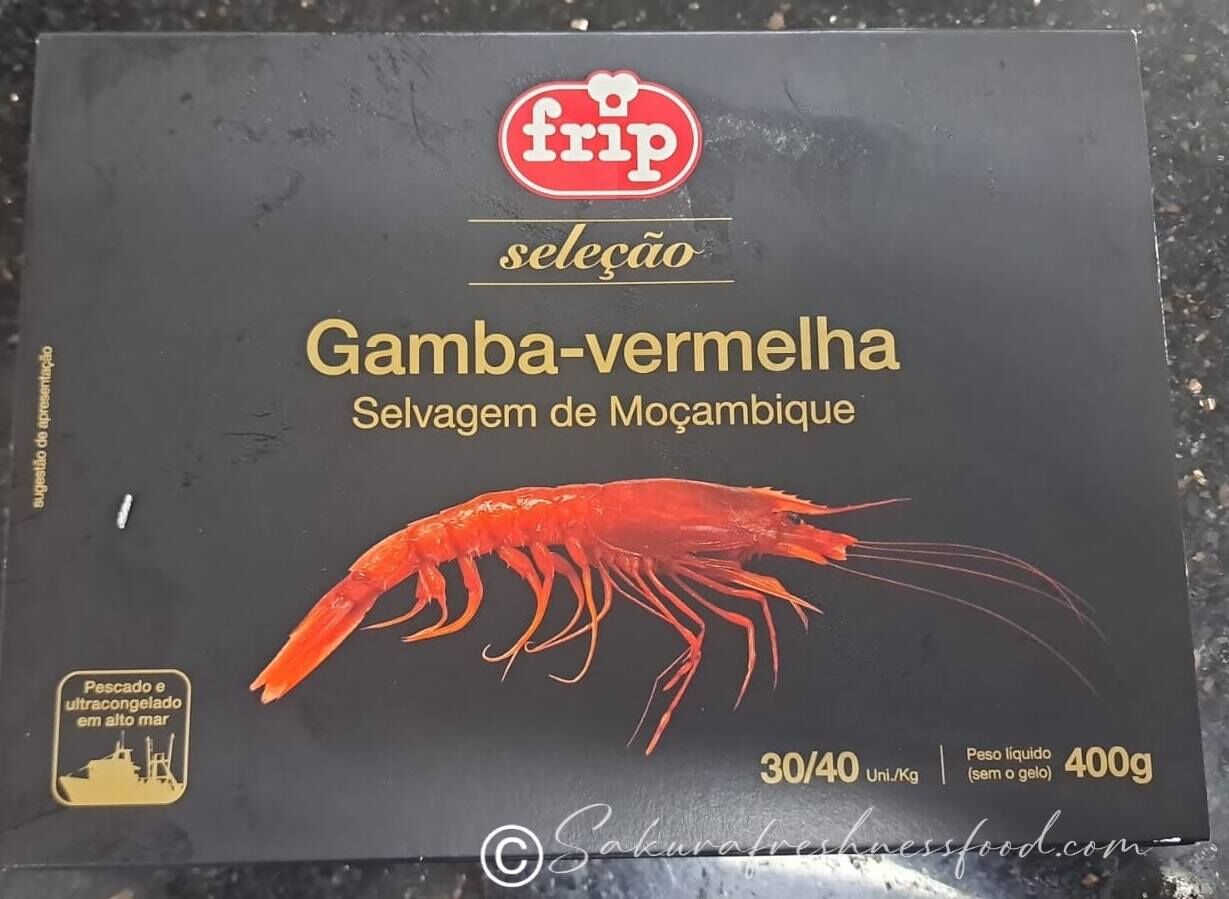 frip
seleção
Gamba-vermelha
Selvagem de Moçambique
sugestão de apresentação
Pescado e
ultracongelado
em alto mar
30/40 Uni./Kg
Peso líquido
(sem o gelo)
400g
© Sakurafreshnessfood.com